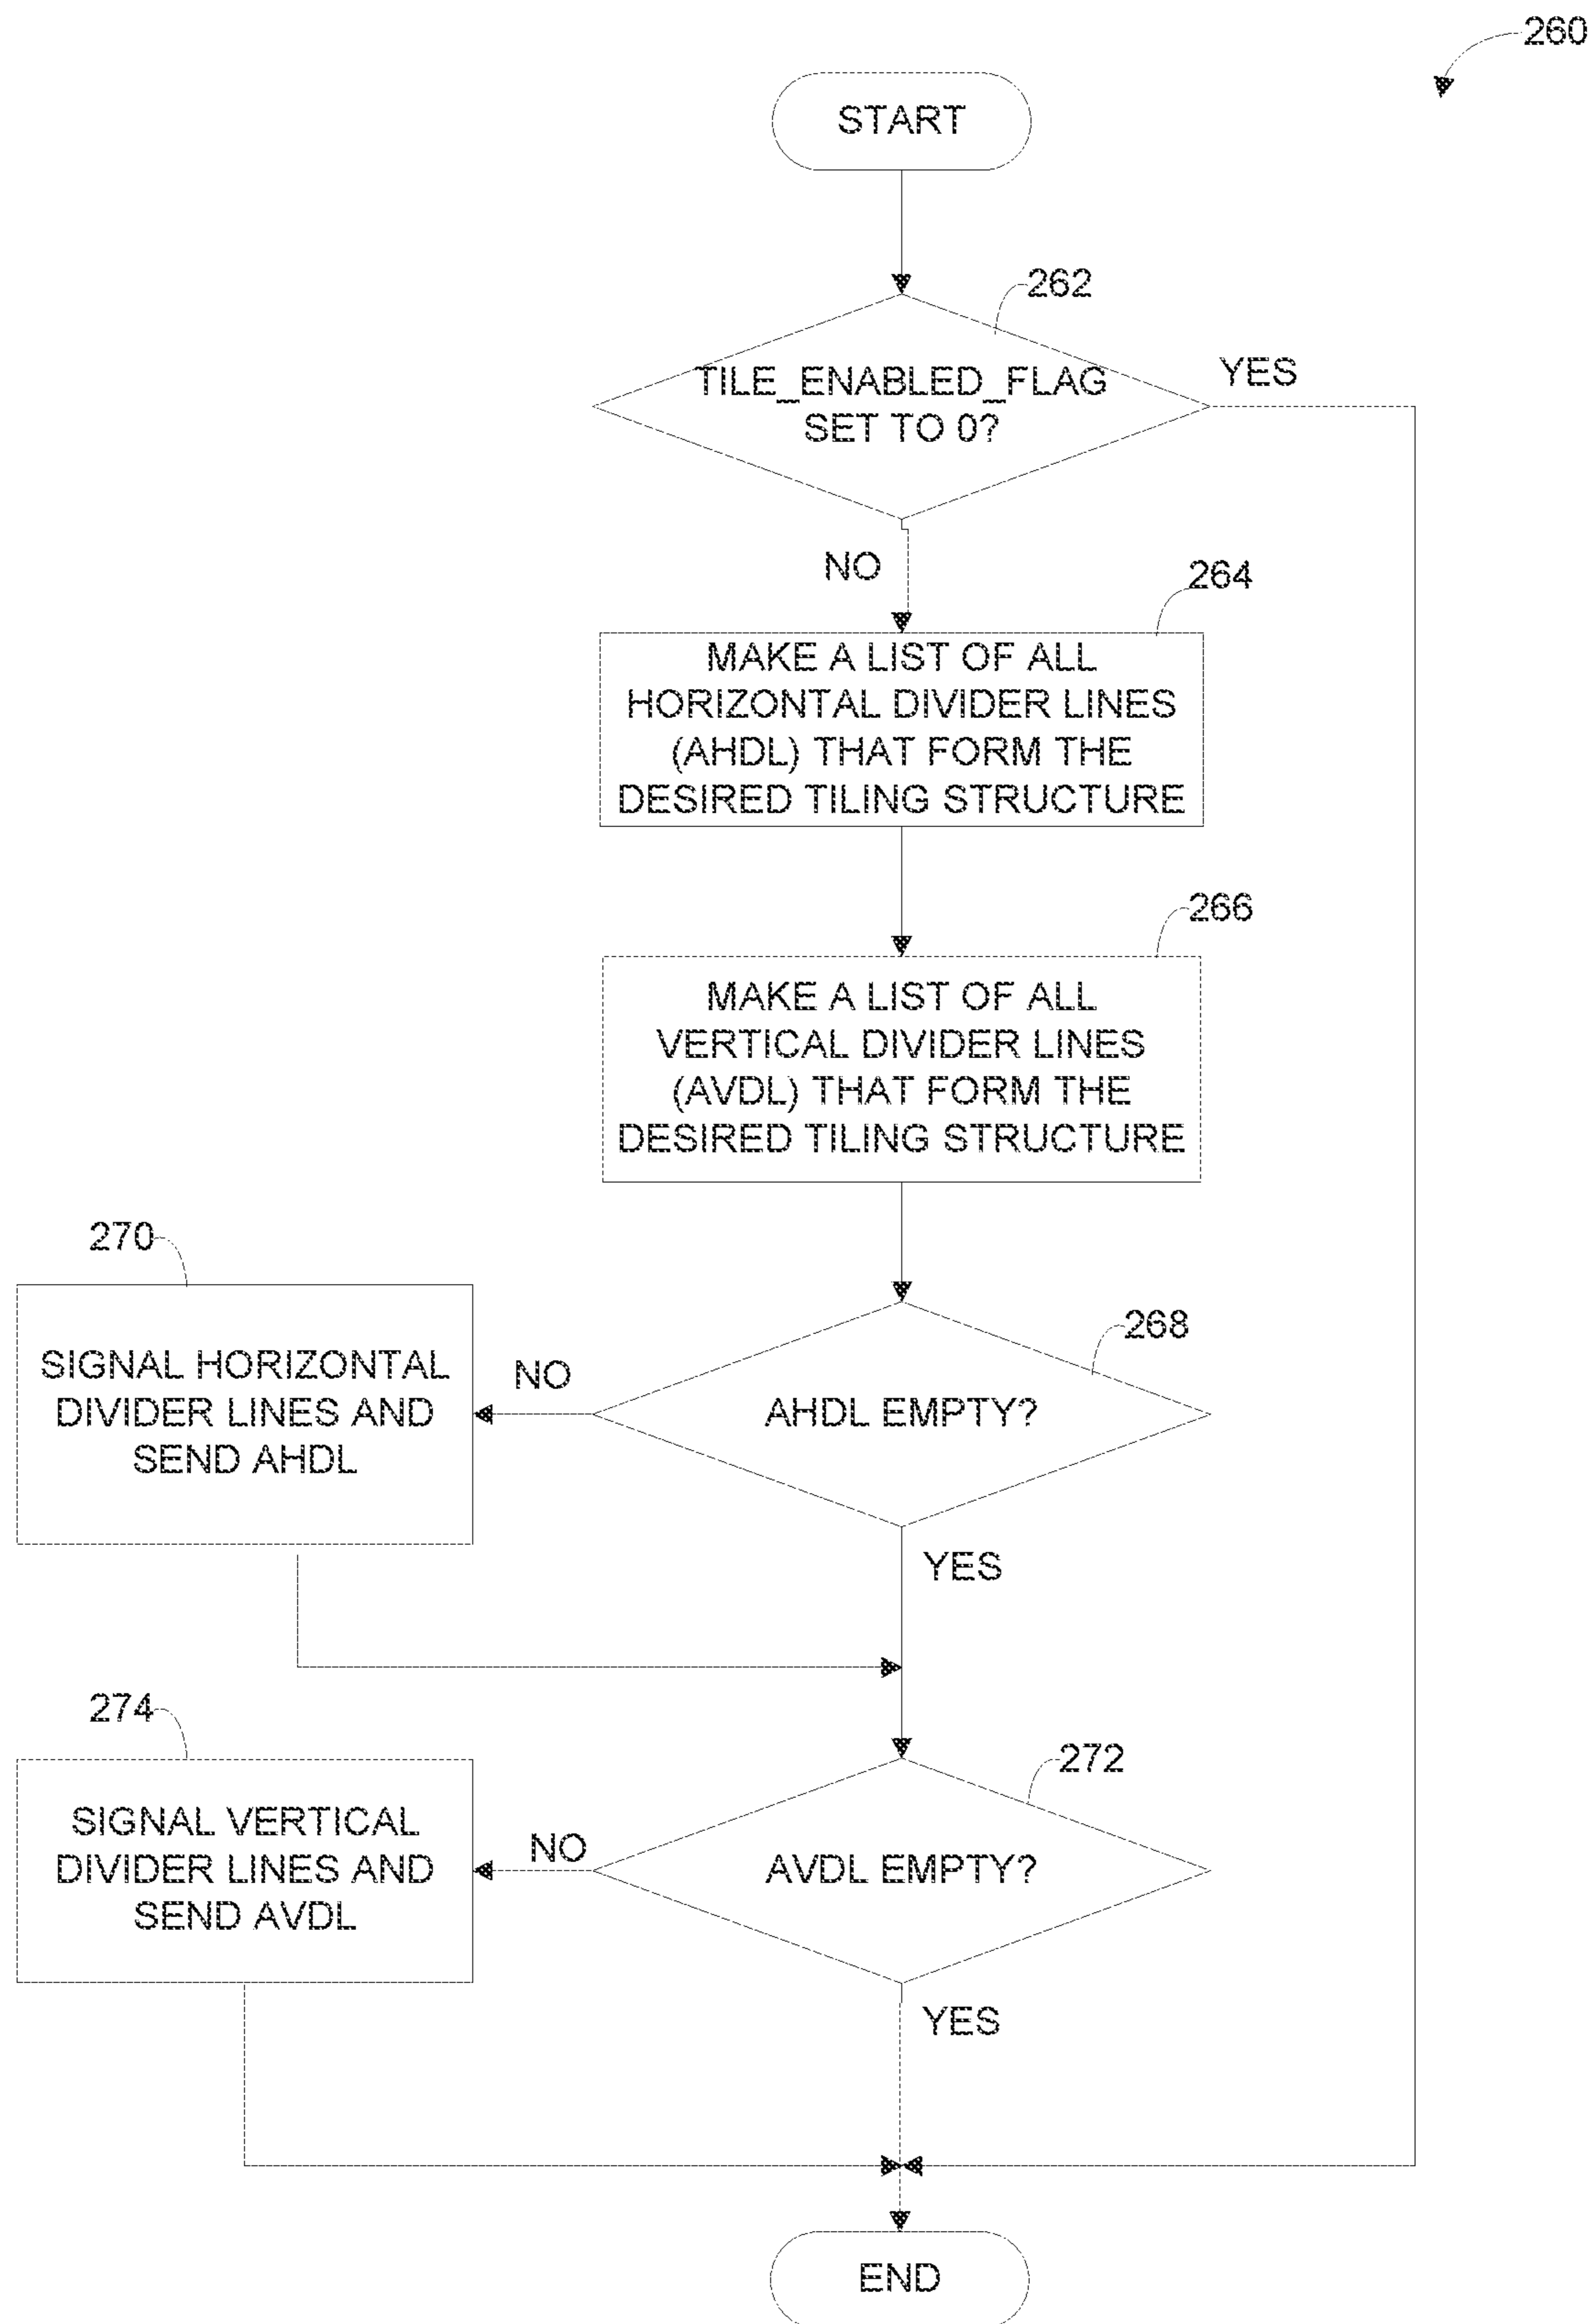 260
START
262
TILE_ENABLED_FLAG
SET TO 0?
YES
NO
264
MAKE A LIST OF ALL
HORIZONTAL DIVIDER LINES
(AHDL) THAT FORM THE
DESIRED TILING STRUCTURE
266
MAKE A LIST OF ALL
VERTICAL DIVIDER LINES
(AVDL) THAT FORM THE
DESIRED TILING STRUCTURE
270
268
SIGNAL HORIZONTAL
DIVIDER LINES AND
SEND AHDL
NO
AHDL EMPTY?
YES
274
272
SIGNAL VERTICAL
DIVIDER LINES AND
SEND AVDL
NO
AVDL EMPTY?
YES
END